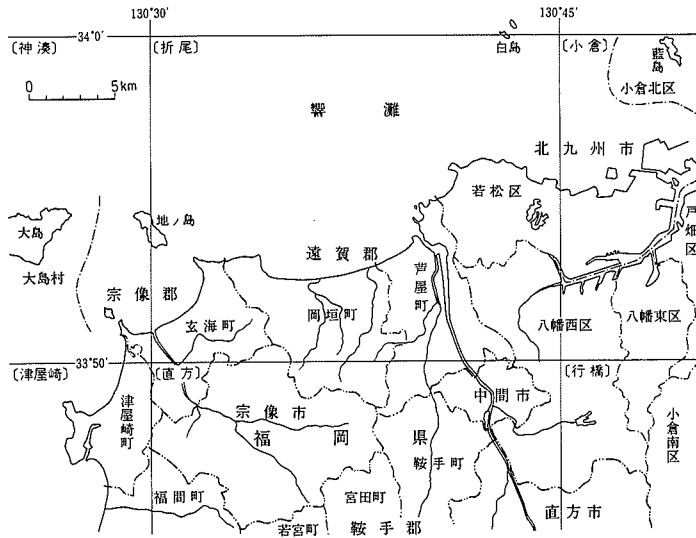 130°30′
130°45′
〔神湊〕
34°0′
〔折尾〕
白島
〔小倉〕
藍島
0
5km
小倉北区
響灘
北九州市
若松区
戸畑区
大島
地ノ島
大島村
遠賀郡
芦屋町
宗像郡
玄海町
岡垣町
八幡西区
八幡東区
33°50′
〔津屋崎〕
〔直方〕
〔行橋〕
中間市
津屋崎町
宗像市
小倉南区
福岡県
鞍手町
福間町
宮田町
直方市
若宮町
鞍手郡